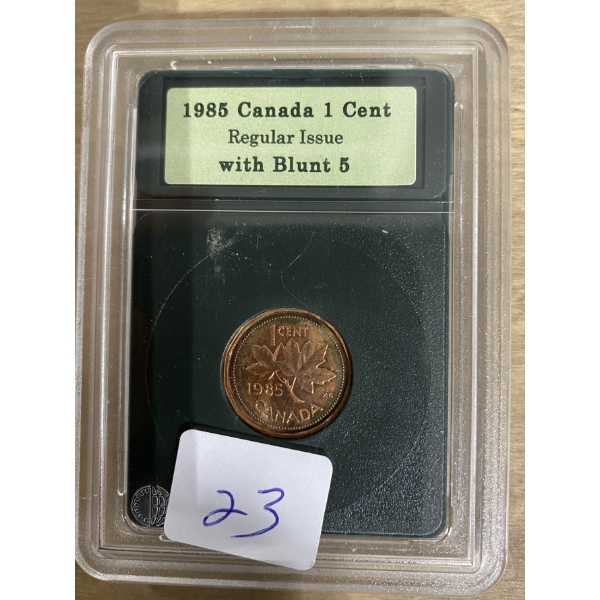 1985 Canada 1 Cent
Regular Issue
with Blunt 5
1 CENT
1985
CANADA
23